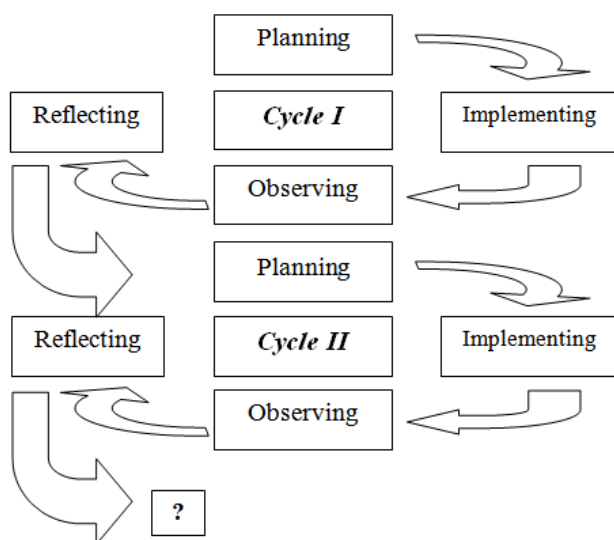 Planning
Reflecting
Cycle I
Implementing
Observing
Planning
Reflecting
Cycle II
Implementing
Observing
?